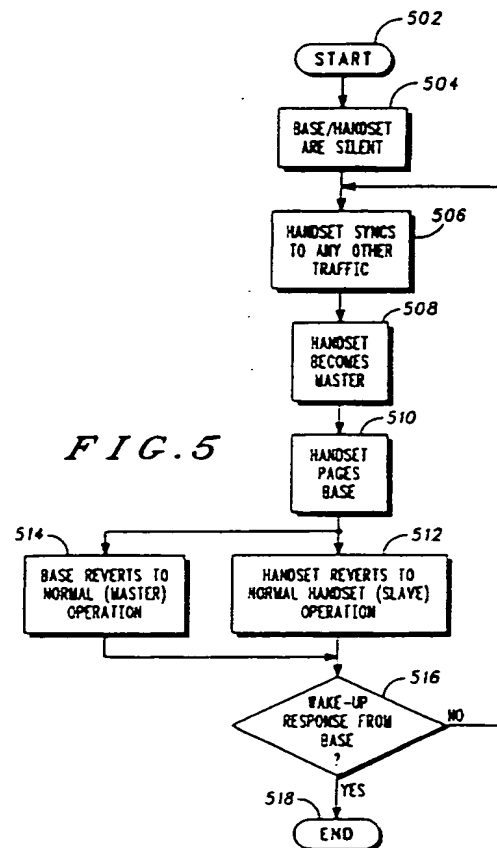 502
START
504
BASE/HANDSET
ARE SILENT
506
HANDSET SYNCS
TO ANY OTHER
TRAFFIC
508
HANDSET
BECOMES
MASTER
510
HANDSET
PAGES
BASE
FIG.5
514
BASE REVERTS TO
NORMAL (MASTER)
OPERATION
512
HANDSET REVERTS TO
NORMAL HANDSET (SLAVE)
OPERATION
516
WAKE-UP
RESPONSE FROM
BASE
?
NO
YES
518
END